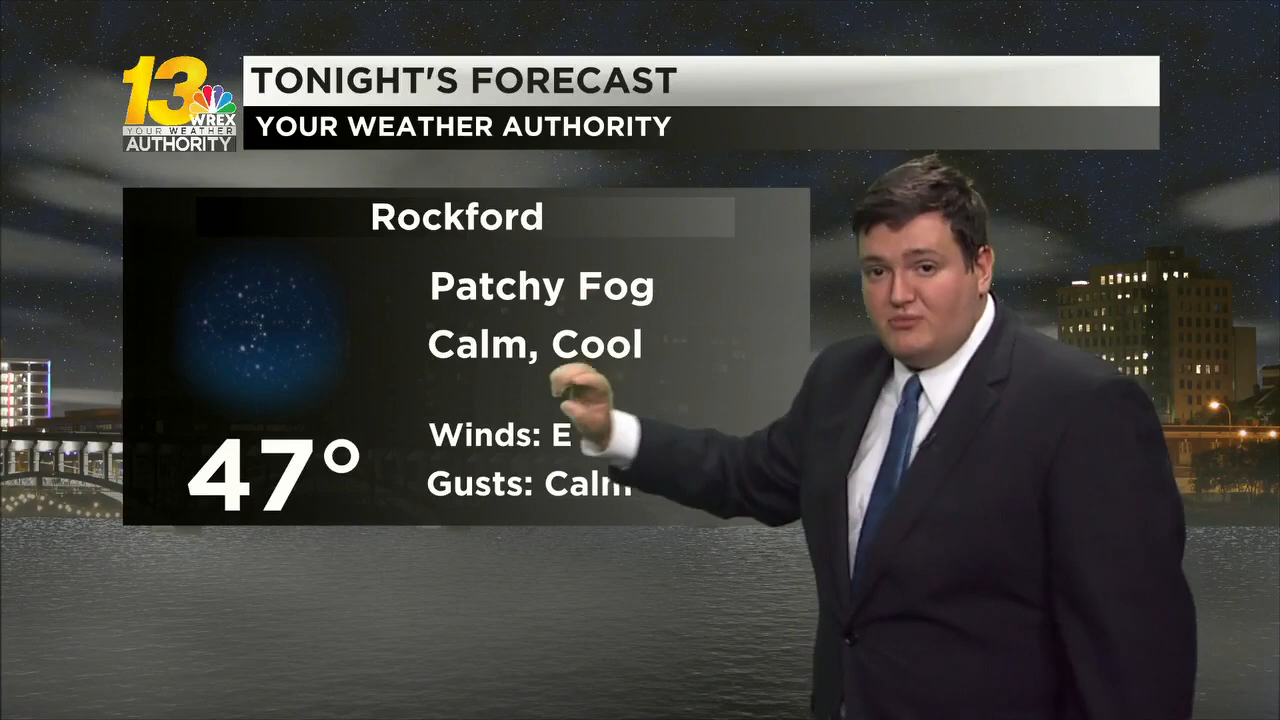 13
WREX
YOUR WEATHER
AUTHORITY
TONIGHT'S FORECAST
YOUR WEATHER AUTHORITY
Rockford
Patchy Fog
Calm, Cool
47°
Winds: E
Gusts: Calm